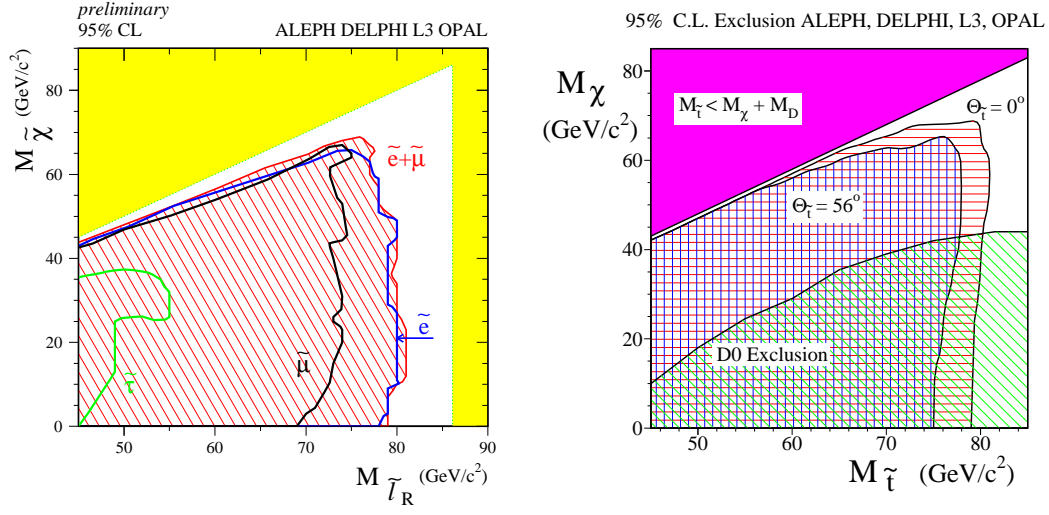 preliminary
95% CL
ALEPH DELPHI L3 OPAL
M χ̃ (GeV/c²)
80
60
40
20
0
ẽ+μ̃
ẽ
μ̃
τ̃
50 60 70 80 90
M l̃R (GeV/c²)
95% C.L. Exclusion ALEPH, DELPHI, L3, OPAL
Mχ
(GeV/c²)
80
60
40
20
0
Mt̃ < Mχ + MD
Θt̃ = 0°
Θt̃ = 56°
D0 Exclusion
50 60 70 80
Mt̃ (GeV/c²)